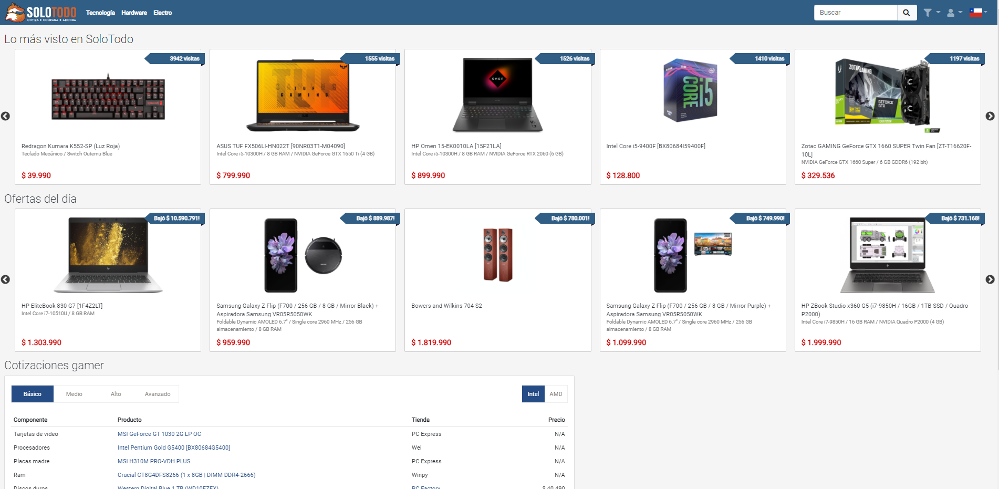 SOLOTODO
COTIZA • COMPARA • AHORRA
Tecnología Hardware Electro
Buscar
Lo más visto en SoloTodo
3942 visitas
Redragon Kumara K552-SP (Luz Roja)
Teclado Mecánico / Switch Outemu Blue
$ 39.990
1555 visitas
TUF GAMING
ASUS TUF FX506LI-HN022T [90NR03T1-M04090]
Intel Core i5-10300H / 8 GB RAM / NVIDIA GeForce GTX 1650 Ti (4 GB)
$ 799.990
1526 visitas
OMEN
HP Omen 15-EK0010LA [15F21LA]
Intel Core i5-10300H / 8 GB RAM / NVIDIA GeForce RTX 2060 (6 GB)
$ 899.990
1410 visitas
CORE i5
Intel Core i5-9400F [BX80684I59400F]
$ 128.800
1197 visitas
ZOTAC GAMING
GEFORCE
GTX
Zotac GAMING GeForce GTX 1660 SUPER Twin Fan [ZT-T16620F-
10L]
NVIDIA GeForce GTX 1660 Super / 6 GB GDDR6 (192 bit)
$ 329.536
Ofertas del día
Bajó $ 10.590.791!
HP EliteBook 830 G7 [1F4Z2LT]
Intel Core i7-10510U / 8 GB RAM
$ 1.303.990
Bajó $ 889.987!
Samsung Galaxy Z Flip (F700 / 256 GB / 8 GB / Mirror Black) +
Aspiradora Samsung VR05R5050WK
Foldable Dynamic AMOLED 6.7" / Single core 2960 MHz / 256 GB
almacenamiento / 8 GB RAM
$ 959.990
Bajó $ 780.001!
Bowers and Wilkins 704 S2
$ 1.819.990
Bajó $ 749.990!
Samsung Galaxy Z Flip (F700 / 256 GB / 8 GB / Mirror Purple) +
Aspiradora Samsung VR05R5050WK
Foldable Dynamic AMOLED 6.7" / Single core 2960 MHz / 256 GB
almacenamiento / 8 GB RAM
$ 1.099.990
Bajó $ 731.168!
HP ZBook Studio x360 G5 (i7-9850H / 16GB / 1TB SSD / Quadro
P2000)
Intel Core i7-9850H / 16 GB RAM / NVIDIA Quadro P2000 (4 GB)
$ 1.999.990
Cotizaciones gamer
Básico Medio Alto Avanzado Intel AMD
Componente Producto Tienda Precio
Tarjetas de video MSI GeForce GT 1030 2G LP OC PC Express N/A
Procesadores Intel Pentium Gold G5400 [BX80684G5400] Wei N/A
Placas madre MSI H310M PRO-VDH PLUS PC Express N/A
Ram Crucial CT8G4DFS8266 (1 x 8GB | DIMM DDR4-2666) Winpy N/A
Discos duros Western Digital Blue 1 TB (WD10EZEX) PC Factory $ 40.490